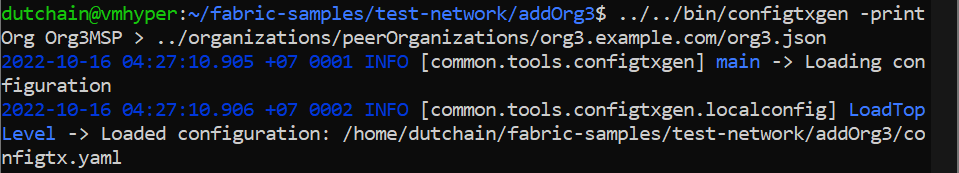 dutchain@vmhyper:~/fabric-samples/test-network/addOrg3$ ../../bin/configtxgen -print
Org Org3MSP > ../organizations/peerOrganizations/org3.example.com/org3.json
2022-10-16 04:27:10.905 +07 0001 INFO [common.tools.configtxgen] main -> Loading con
figuration
2022-10-16 04:27:10.906 +07 0002 INFO [common.tools.configtxgen.localconfig] LoadTop
Level -> Loaded configuration: /home/dutchain/fabric-samples/test-network/addOrg3/co
nfigtx.yaml